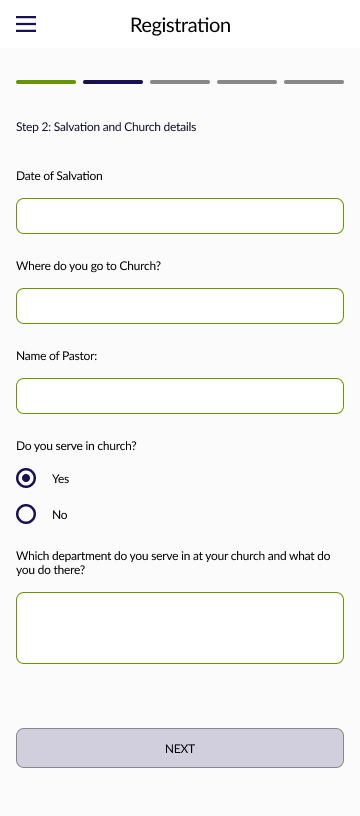 Registration
Step 2: Salvation and Church details
Date of Salvation
Where do you go to Church?
Name of Pastor:
Do you serve in church?
Yes
No
Which department do you serve in at your church and what do
you do there?
NEXT